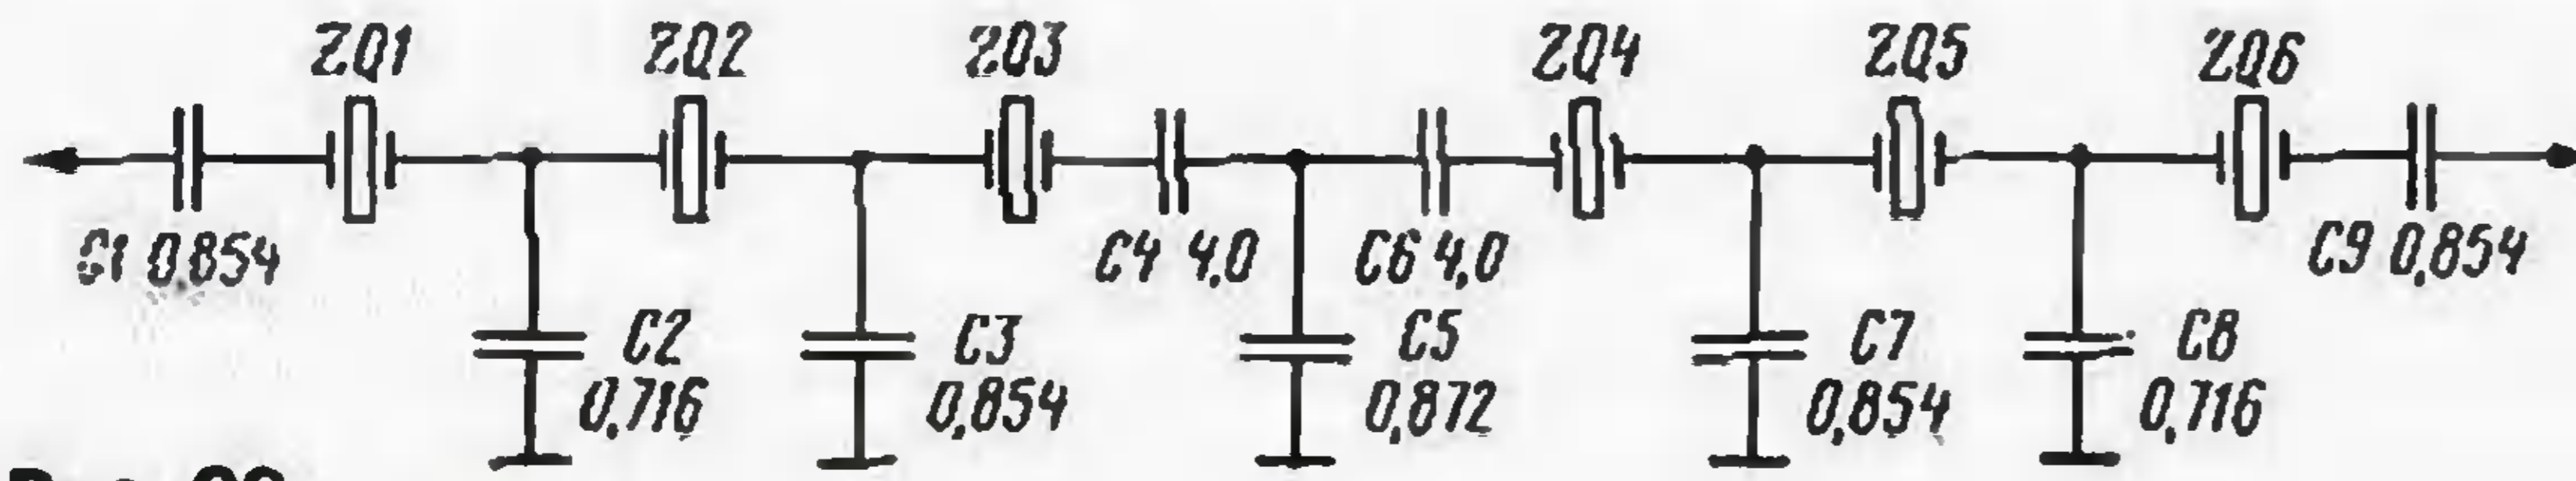 ZQ1 ZQ2 ZQ3 ZQ4 ZQ5 ZQ6
C1 0,854 C4 4,0 C6 4,0 C9 0,854
C2 C3 C5 C7 C8
0,716 0,854 0,872 0,854 0,716